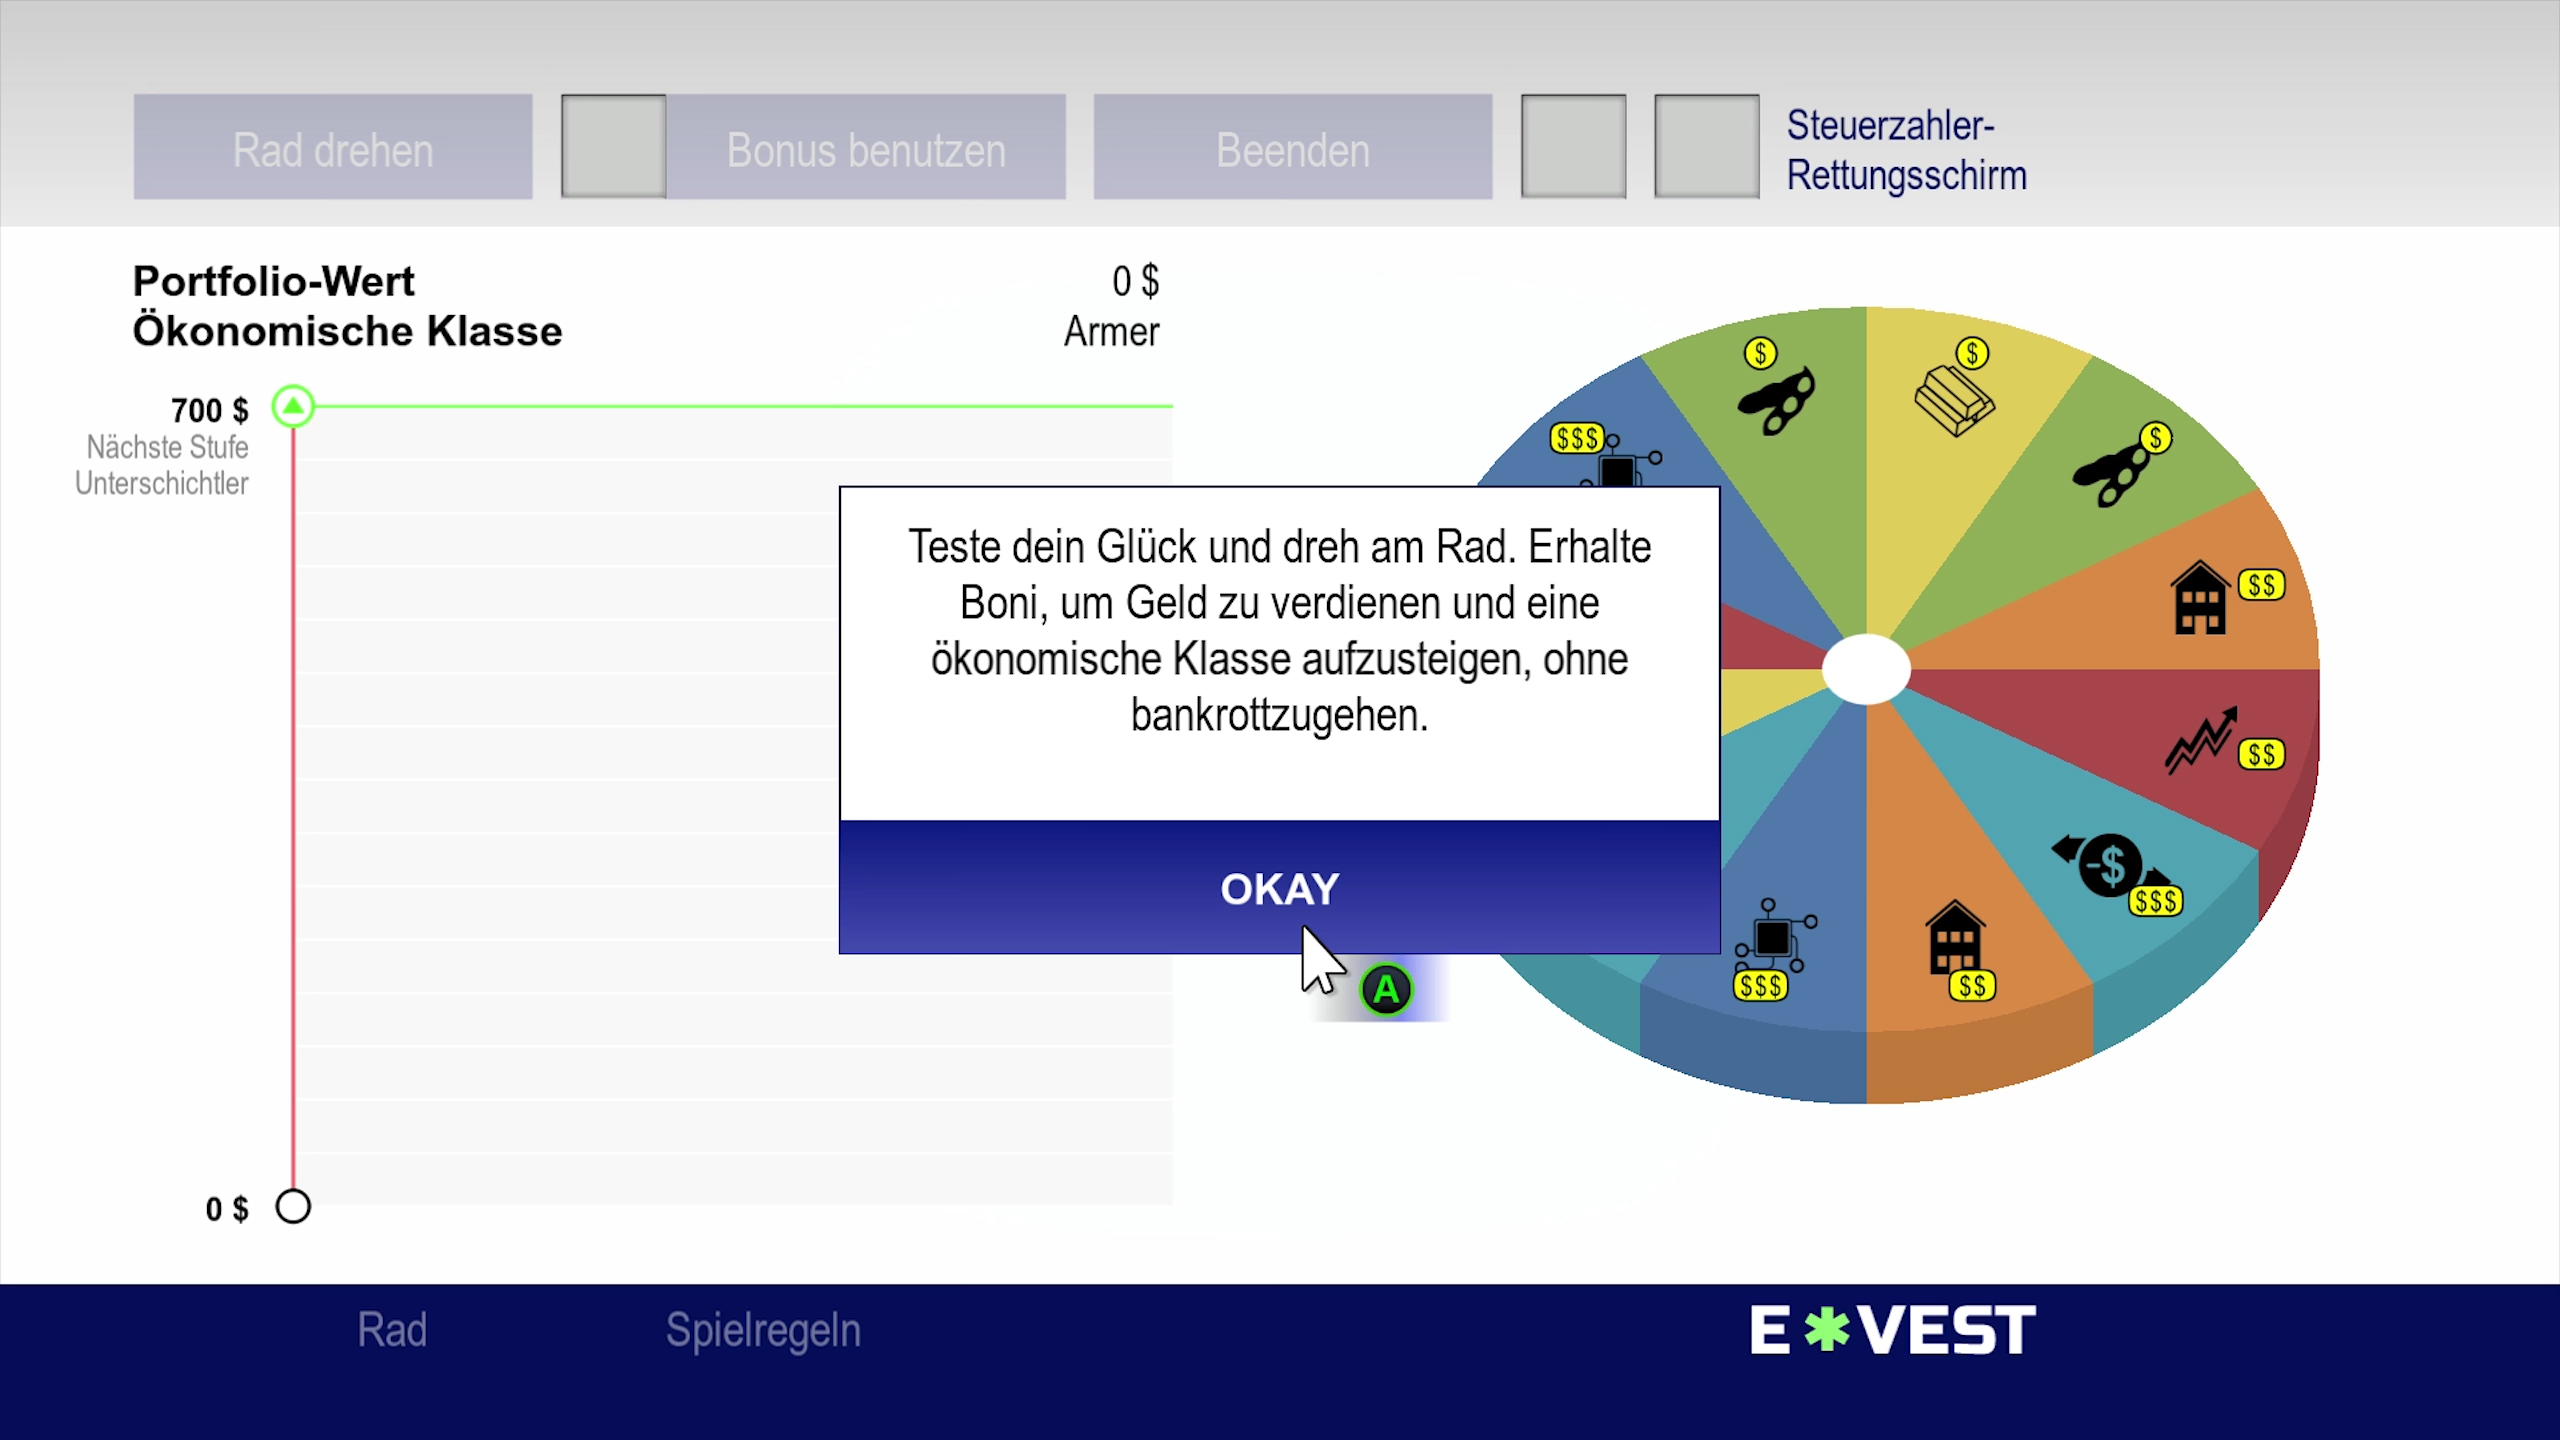 Rad drehen
Bonus benutzen
Beenden
Steuerzahler-
Rettungsschirm
Portfolio-Wert
0 $
Ökonomische Klasse
Armer
700 $
Nächste Stufe
Unterschichtler
0 $
$
$
$
$$$
$$
$$
$$$
-$
$$
$$$
Teste dein Glück und dreh am Rad. Erhalte
Boni, um Geld zu verdienen und eine
ökonomische Klasse aufzusteigen, ohne
bankrottzugehen.
OKAY
A
Rad
Spielregeln
E*VEST